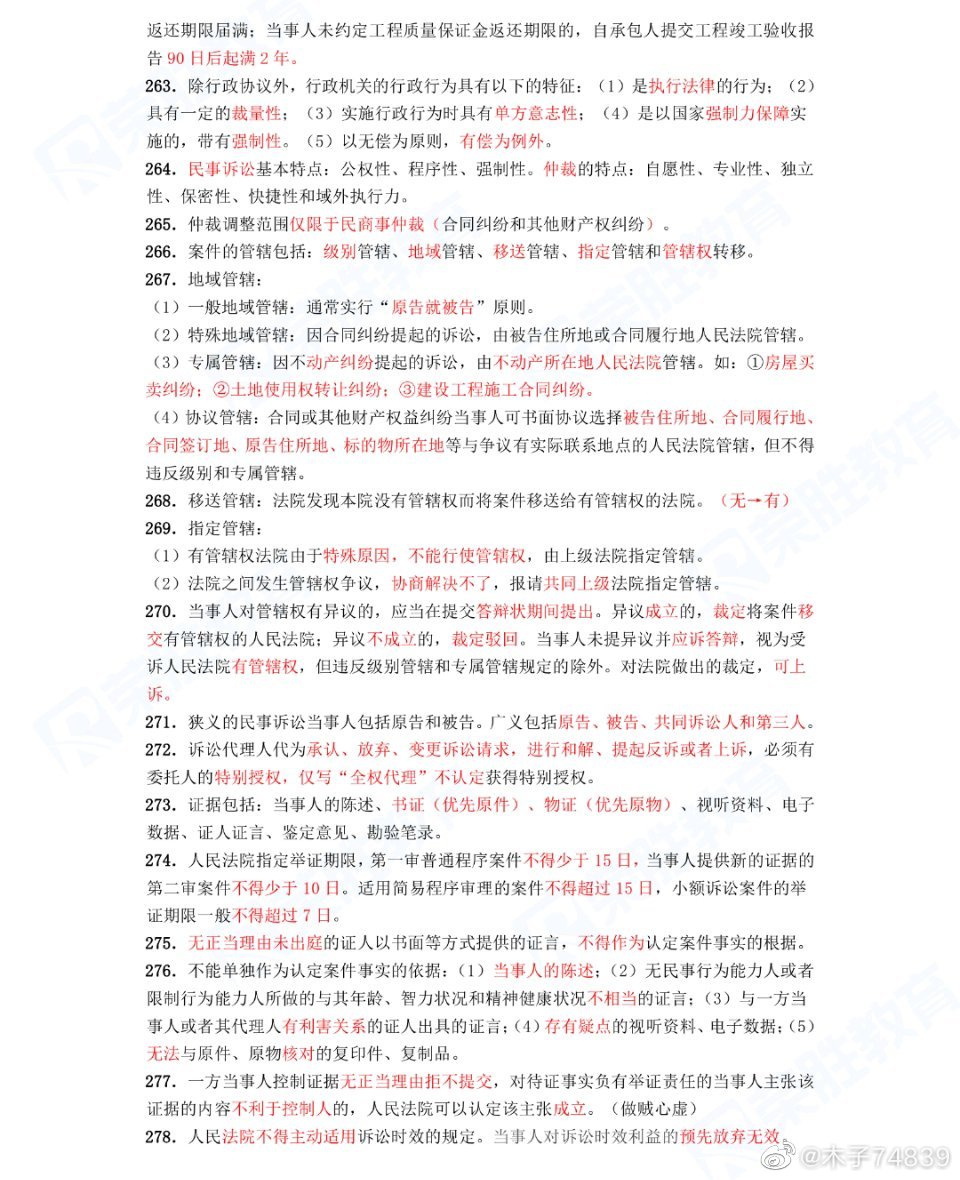 返还期限届满；当事人未约定工程质量保证金返还期限的，自承包人提交工程竣工验收报
告 90 日后起满 2 年。
263．除行政协议外，行政机关的行政行为具有以下的特征：（1）是执行法律的行为；（2）
具有一定的裁量性；（3）实施行政行为时具有单方意志性；（4）是以国家强制力保障实
施的，带有强制性。（5）以无偿为原则，有偿为例外。
264．民事诉讼基本特点：公权性、程序性、强制性。仲裁的特点：自愿性、专业性、独立
性、保密性、快捷性和域外执行力。
265．仲裁调整范围仅限于民商事仲裁（合同纠纷和其他财产权纠纷）。
266．案件的管辖包括：级别管辖、地域管辖、移送管辖、指定管辖和管辖权转移。
267．地域管辖：
（1）一般地域管辖：通常实行“原告就被告”原则。
（2）特殊地域管辖：因合同纠纷提起的诉讼，由被告住所地或合同履行地人民法院管辖。
（3）专属管辖：因不动产纠纷提起的诉讼，由不动产所在地人民法院管辖。如：①房屋买
卖纠纷；②土地使用权转让纠纷；③建设工程施工合同纠纷。
（4）协议管辖：合同或其他财产权益纠纷当事人可书面协议选择被告住所地、合同履行地、
合同签订地、原告住所地、标的物所在地等与争议有实际联系地点的人民法院管辖，但不得
违反级别和专属管辖。
268．移送管辖：法院发现本院没有管辖权而将案件移送给有管辖权的法院。（无→有）
269．指定管辖：
（1）有管辖权法院由于特殊原因，不能行使管辖权，由上级法院指定管辖。
（2）法院之间发生管辖权争议，协商解决不了，报请共同上级法院指定管辖。
270．当事人对管辖权有异议的，应当在提交答辩状期间提出。异议成立的，裁定将案件移
交有管辖权的人民法院；异议不成立的，裁定驳回。当事人未提异议并应诉答辩，视为受
诉人民法院有管辖权，但违反级别管辖和专属管辖规定的除外。对法院做出的裁定，可上
诉。
271．狭义的民事诉讼当事人包括原告和被告。广义包括原告、被告、共同诉讼人和第三人。
272．诉讼代理人代为承认、放弃、变更诉讼请求，进行和解、提起反诉或者上诉，必须有
委托人的特别授权，仅写“全权代理”不认定获得特别授权。
273．证据包括：当事人的陈述、书证（优先原件）、物证（优先原物）、视听资料、电子
数据、证人证言、鉴定意见、勘验笔录。
274．人民法院指定举证期限，第一审普通程序案件不得少于 15 日，当事人提供新的证据的
第二审案件不得少于 10 日。适用简易程序审理的案件不得超过 15 日，小额诉讼案件的举
证期限一般不得超过 7 日。
275．无正当理由未出庭的证人以书面等方式提供的证言，不得作为认定案件事实的根据。
276．不能单独作为认定案件事实的依据：（1）当事人的陈述；（2）无民事行为能力人或者
限制行为能力人所做的与其年龄、智力状况和精神健康状况不相当的证言；（3）与一方当
事人或者其代理人有利害关系的证人出具的证言；（4）存有疑点的视听资料、电子数据；（5）
无法与原件、原物核对的复印件、复制品。
277．一方当事人控制证据无正当理由拒不提交，对待证事实负有举证责任的当事人主张该
证据的内容不利于控制人的，人民法院可以认定该主张成立。（做贼心虚）
278．人民法院不得主动适用诉讼时效的规定。当事人对诉讼时效利益的预先放弃无效。
@木子74839
荣胜教育